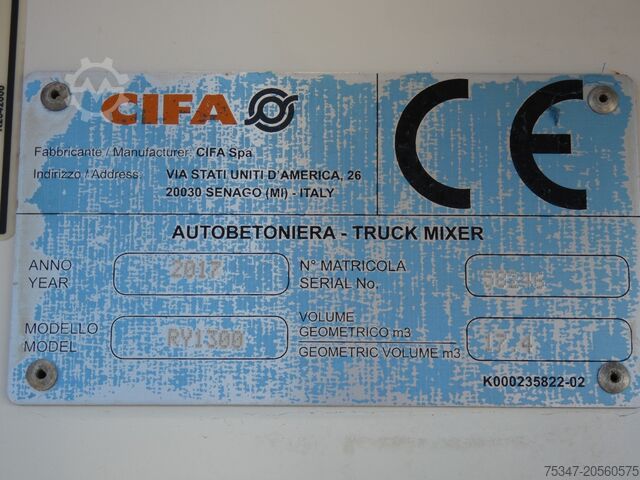 CIFA
CE
Fabbricante / Manufacturer: CIFA Spa
Indirizzo / Address: VIA STATI UNITI D'AMERICA, 26
20030 SENAGO (MI) - ITALY
AUTOBETONIERA - TRUCK MIXER
ANNO
YEAR
2017
N° MATRICOLA
SERIAL No.
MODELLO
MODEL
RY1300
VOLUME
GEOMETRICO m3
GEOMETRIC VOLUME m3
17.4
K000235822-02
75347-20560575